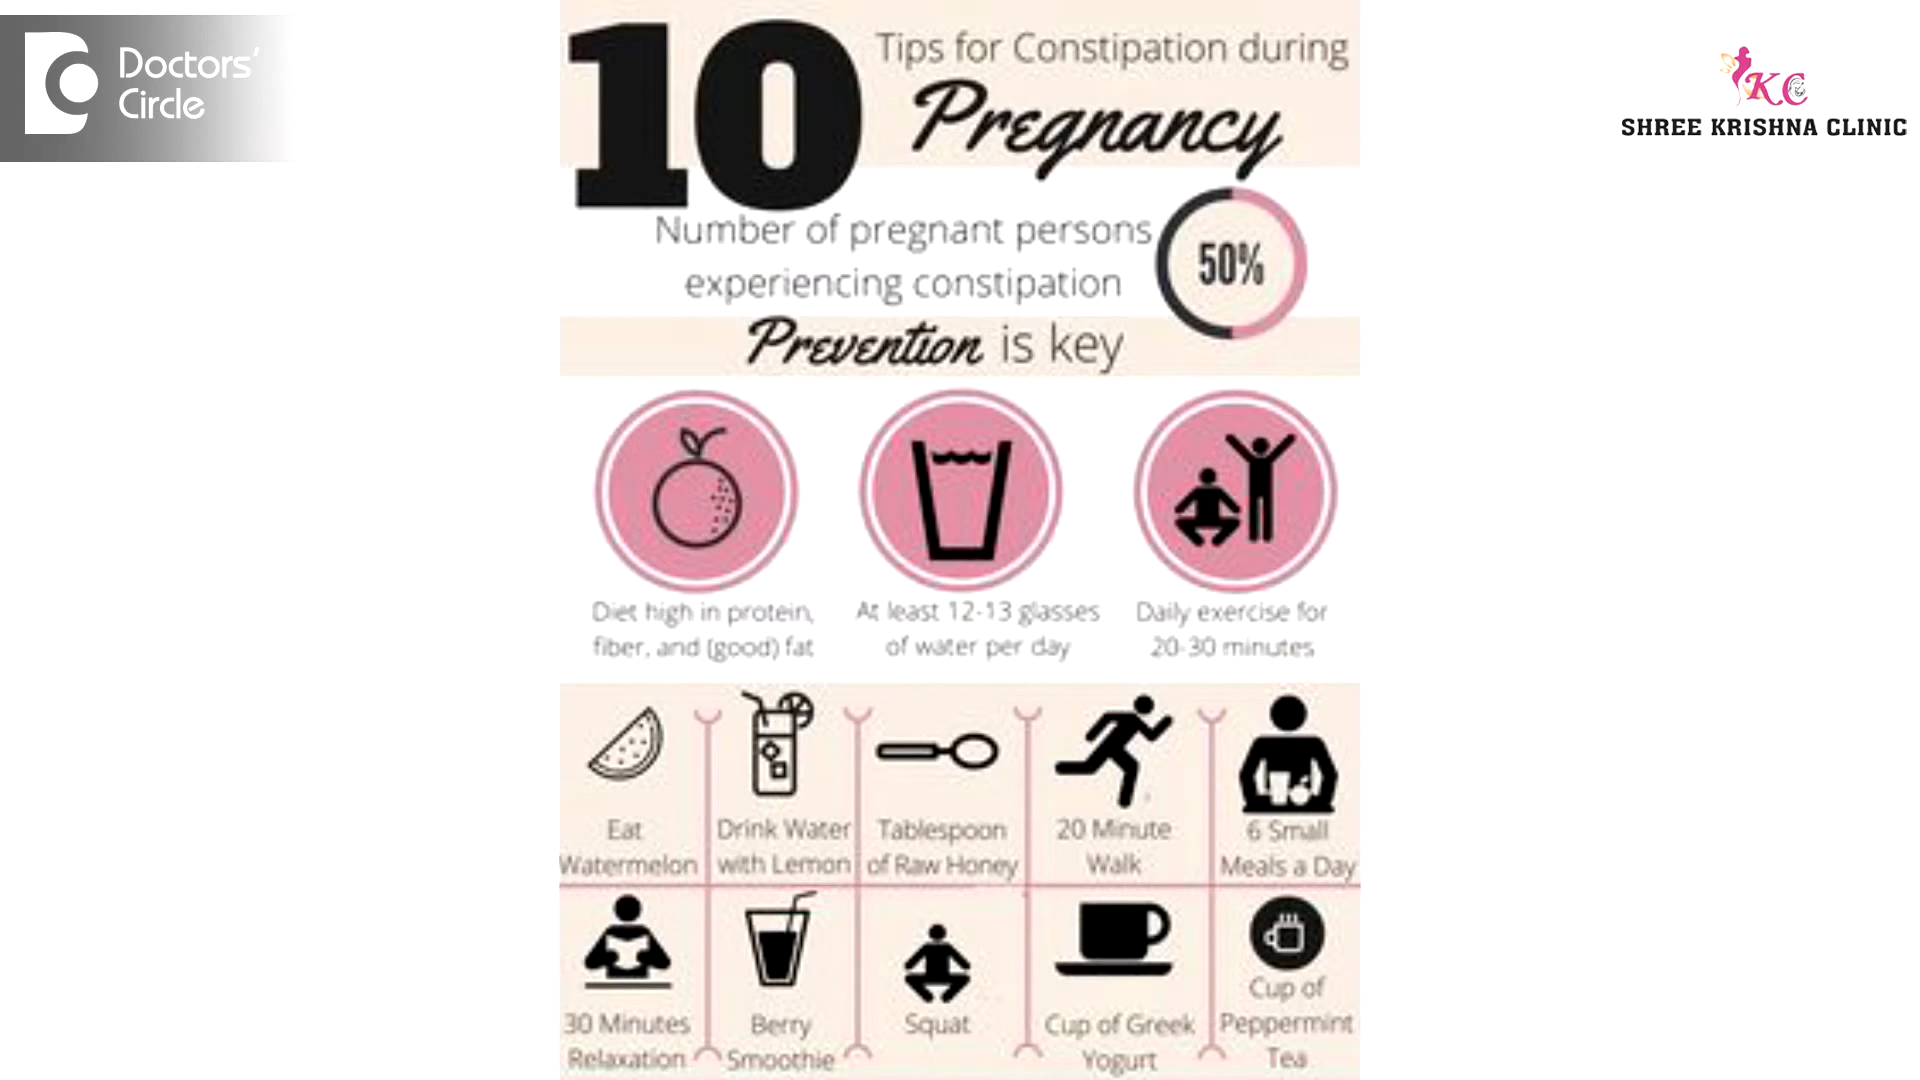 Doctors'
Circle
KC
SHREE KRISHNA CLINIC
10
Tips for Constipation during
Pregnancy
Number of pregnant persons
experiencing constipation
50%
Prevention is key
Diet high in protein,
fiber, and (good) fat
At least 12-13 glasses
of water per day
Daily exercise for
20-30 minutes
Eat
Watermelon
Drink Water
with Lemon
Tablespoon
of Raw Honey
20 Minute
Walk
6 Small
Meals a Day
30 Minutes
Relaxation
Berry
Smoothie
Squat
Cup of Greek
Yogurt
Cup of
Peppermint
Tea